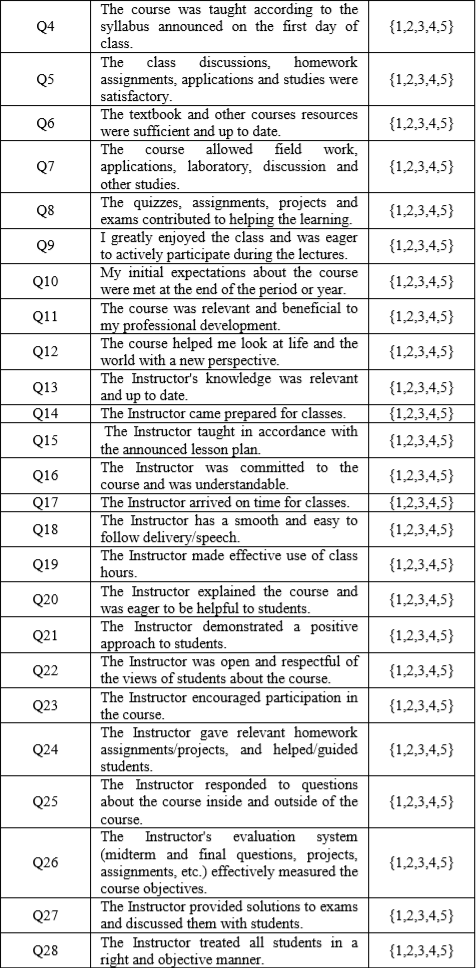 Q4 The course was taught according to the {1,2,3,4,5}
syllabus announced on the first day of
class.
Q5 The class discussions, homework {1,2,3,4,5}
assignments, applications and studies were
satisfactory.
Q6 The textbook and other courses resources {1,2,3,4,5}
were sufficient and up to date.
Q7 The course allowed field work, {1,2,3,4,5}
applications, laboratory, discussion and
other studies.
Q8 The quizzes, assignments, projects and {1,2,3,4,5}
exams contributed to helping the learning.
Q9 I greatly enjoyed the class and was eager {1,2,3,4,5}
to actively participate during the lectures.
Q10 My initial expectations about the course {1,2,3,4,5}
were met at the end of the period or year.
Q11 The course was relevant and beneficial to {1,2,3,4,5}
my professional development.
Q12 The course helped me look at life and the {1,2,3,4,5}
world with a new perspective.
Q13 The Instructor's knowledge was relevant {1,2,3,4,5}
and up to date.
Q14 The Instructor came prepared for classes. {1,2,3,4,5}
Q15 The Instructor taught in accordance with {1,2,3,4,5}
the announced lesson plan.
Q16 The Instructor was committed to the {1,2,3,4,5}
course and was understandable.
Q17 The Instructor arrived on time for classes. {1,2,3,4,5}
Q18 The Instructor has a smooth and easy to {1,2,3,4,5}
follow delivery/speech.
Q19 The Instructor made effective use of class {1,2,3,4,5}
hours.
Q20 The Instructor explained the course and {1,2,3,4,5}
was eager to be helpful to students.
Q21 The Instructor demonstrated a positive {1,2,3,4,5}
approach to students.
Q22 The Instructor was open and respectful of {1,2,3,4,5}
the views of students about the course.
Q23 The Instructor encouraged participation in {1,2,3,4,5}
the course.
Q24 The Instructor gave relevant homework {1,2,3,4,5}
assignments/projects, and helped/guided
students.
Q25 The Instructor responded to questions {1,2,3,4,5}
about the course inside and outside of the
course.
Q26 The Instructor's evaluation system {1,2,3,4,5}
(midterm and final questions, projects,
assignments, etc.) effectively measured the
course objectives.
Q27 The Instructor provided solutions to exams {1,2,3,4,5}
and discussed them with students.
Q28 The Instructor treated all students in a {1,2,3,4,5}
right and objective manner.